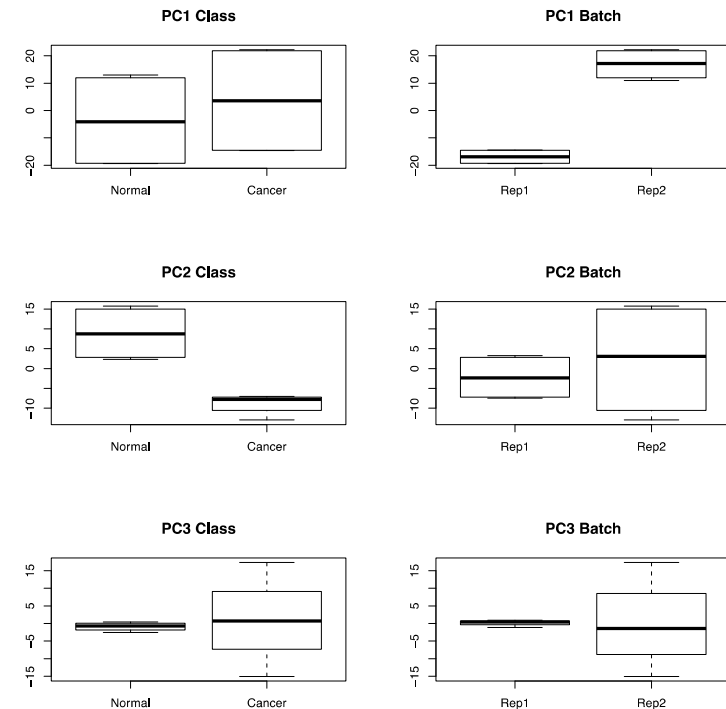 PC1 Class
20
10
0
−20
Normal
Cancer
PC1 Batch
20
10
0
−20
Rep1
Rep2
PC2 Class
15
5
0
−10
Normal
Cancer
PC2 Batch
15
5
0
−10
Rep1
Rep2
PC3 Class
15
5
−5
−15
Normal
Cancer
PC3 Batch
15
5
−5
−15
Rep1
Rep2